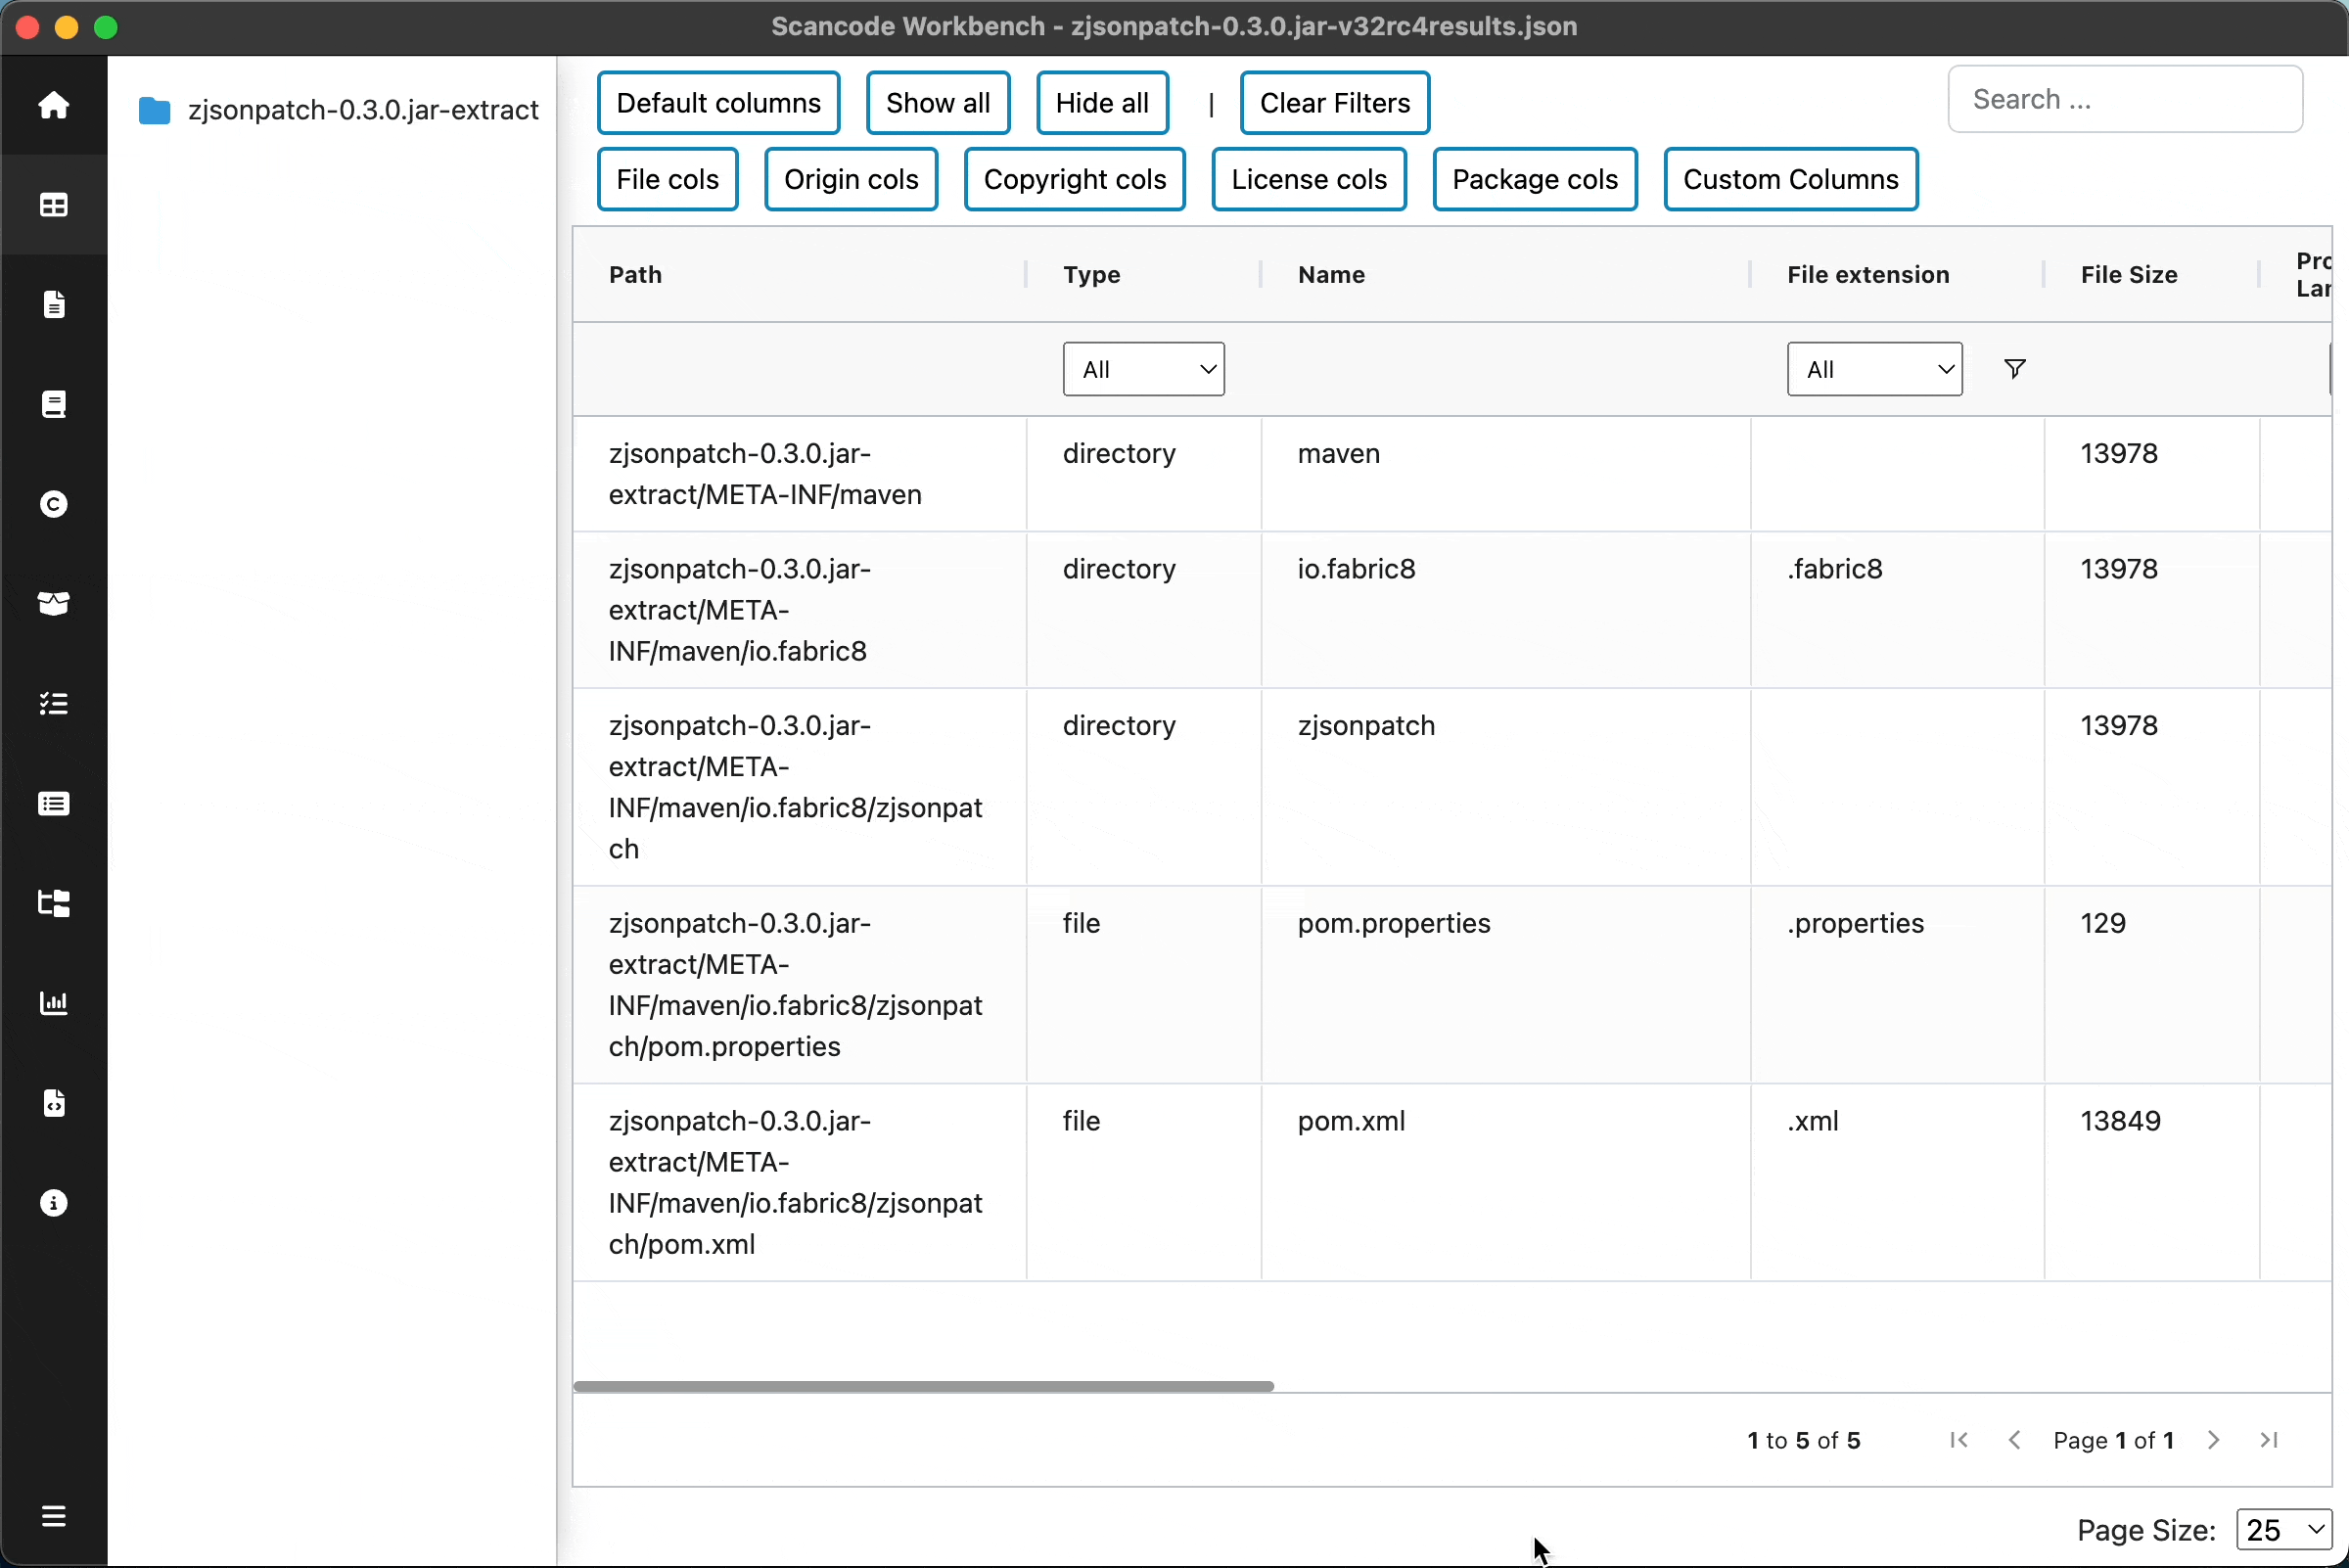 Scancode Workbench - zjsonpatch-0.3.0.jar-v32rc4results.json
zjsonpatch-0.3.0.jar-extract
Default columns Show all Hide all | Clear Filters
Search ...
File cols Origin cols Copyright cols License cols Package cols Custom Columns
Path Type Name File extension File Size Pro
Lar
All All
zjsonpatch-0.3.0.jar- directory maven 13978
extract/META-INF/maven
zjsonpatch-0.3.0.jar- directory io.fabric8 .fabric8 13978
extract/META-
INF/maven/io.fabric8
zjsonpatch-0.3.0.jar- directory zjsonpatch 13978
extract/META-
INF/maven/io.fabric8/zjsonpat
ch
zjsonpatch-0.3.0.jar- file pom.properties .properties 129
extract/META-
INF/maven/io.fabric8/zjsonpat
ch/pom.properties
zjsonpatch-0.3.0.jar- file pom.xml .xml 13849
extract/META-
INF/maven/io.fabric8/zjsonpat
ch/pom.xml
1 to 5 of 5 Page 1 of 1
Page Size: 25